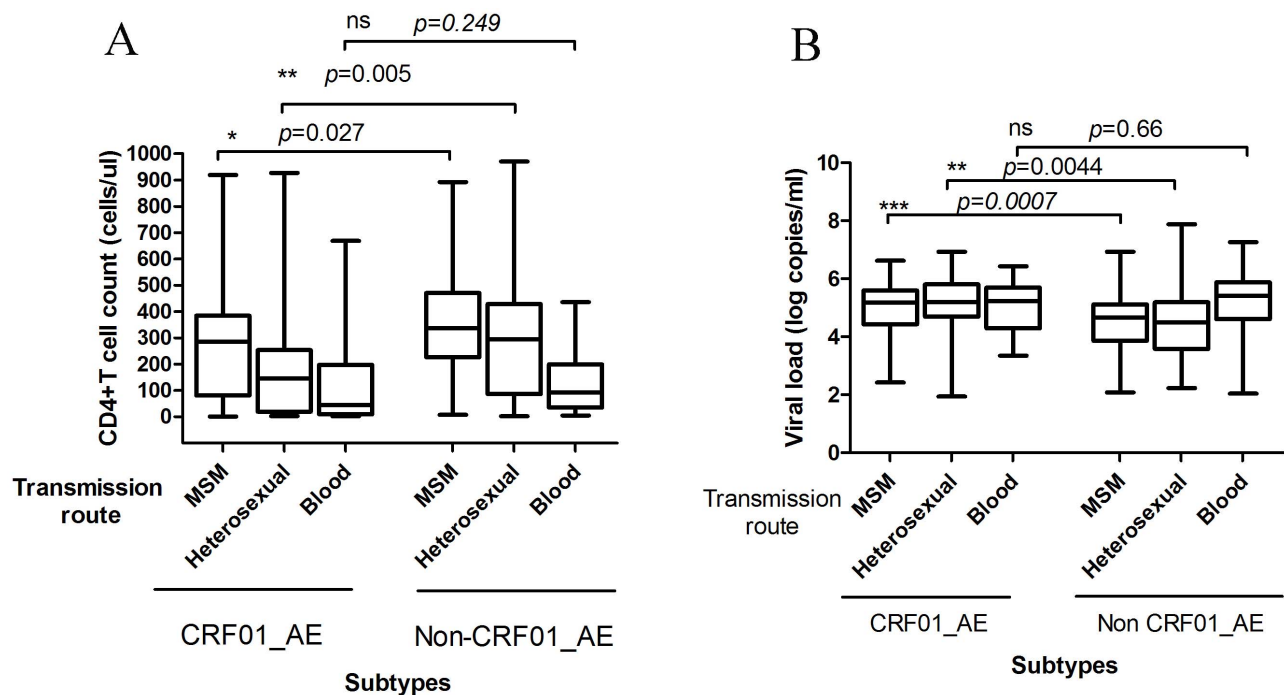 A
ns p=0.249
** p=0.005
* p=0.027
CD4+T cell count (cells/ul)
1000
900
800
700
600
500
400
300
200
100
0
Transmission
route
MSM
Heterosexual
Blood
MSM
Heterosexual
Blood
CRF01_AE
Non-CRF01_AE
Subtypes
B
ns p=0.66
** p=0.0044
*** p=0.0007
Viral load (log copies/ml)
10
8
6
4
2
0
Transmission
route
MSM
Heterosexual
Blood
MSM
Heterosexual
Blood
CRF01_AE
Non CRF01_AE
Subtypes